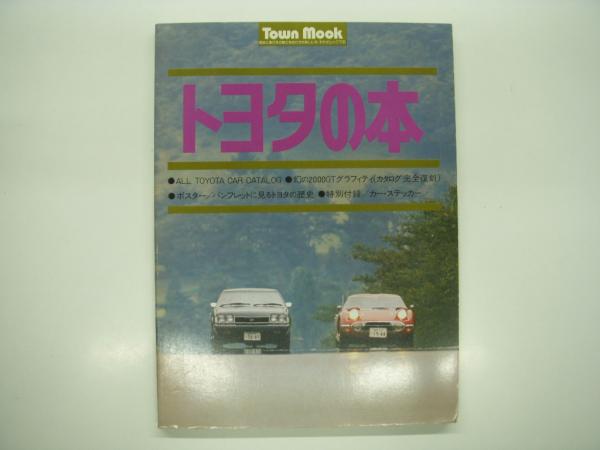 Town Mook
トヨタの本
●ALL TOYOTA CAR CATALOG ●幻の2000GTグラフィティ(カタログ完全復刻)
●ポスター/パンフレットに見るトヨタの歴史 ●特別付録/カー・ステッカー